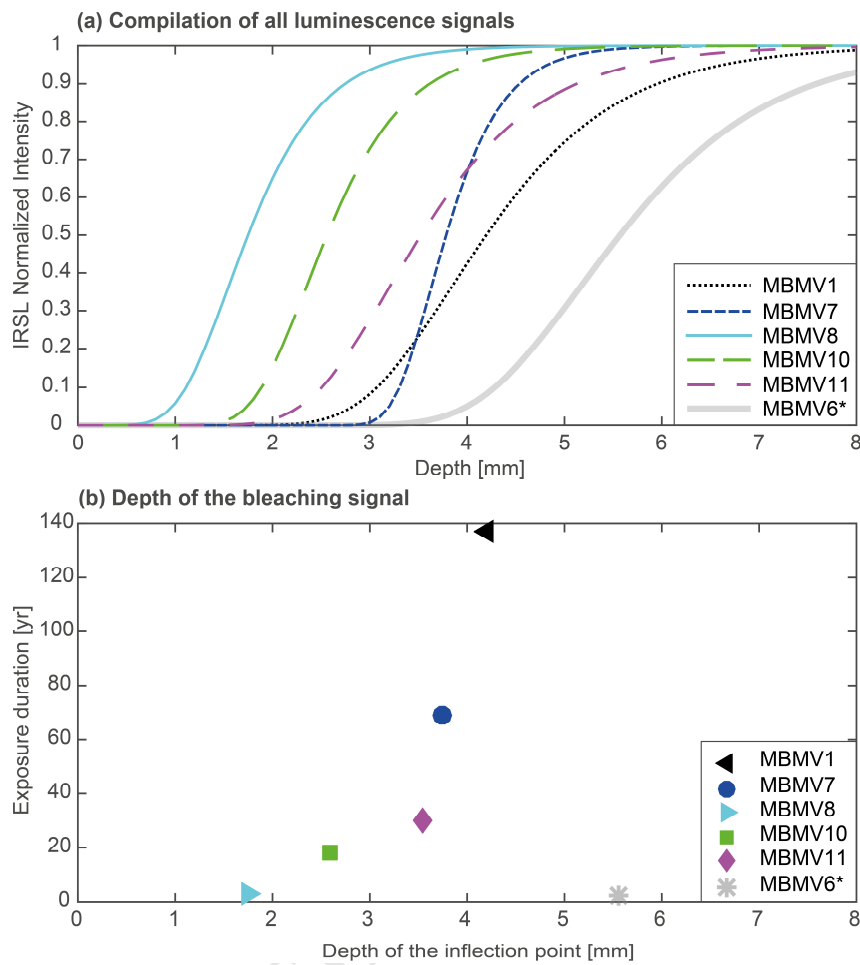 (a) Compilation of all luminescence signals
1
0.9
0.8
0.7
0.6
0.5
0.4
0.3
0.2
0.1
0
IRSL Normalized Intensity
MBMV1
MBMV7
MBMV8
MBMV10
MBMV11
MBMV6*
0 1 2 3 4 5 6 7 8
Depth [mm]
(b) Depth of the bleaching signal
140
120
100
80
60
40
20
0
Exposure duration [yr]
MBMV1
MBMV7
MBMV8
MBMV10
MBMV11
MBMV6*
0 1 2 3 4 5 6 7 8
Depth of the inflection point [mm]